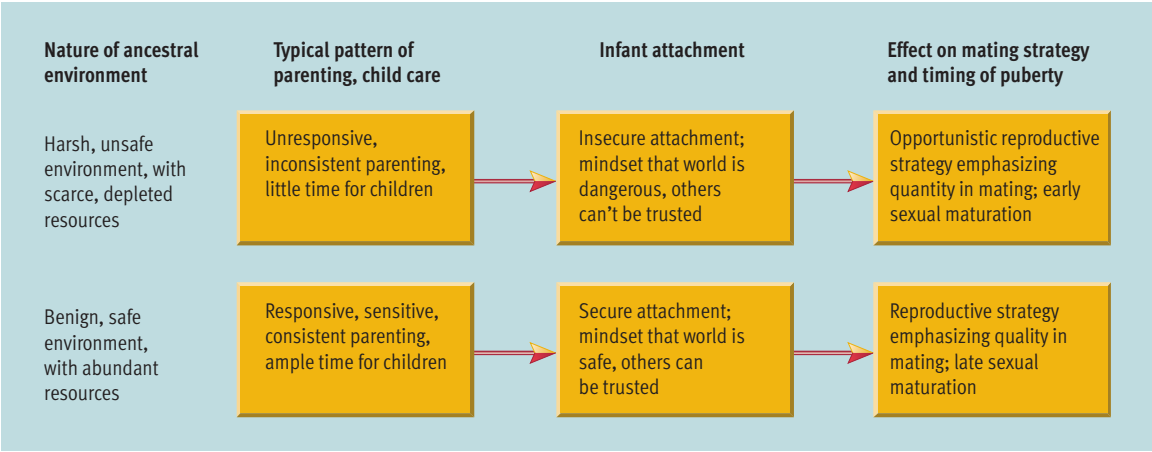 Nature of ancestral
environment
Typical pattern of
parenting, child care
Infant attachment
Effect on mating strategy
and timing of puberty
Harsh, unsafe
environment, with
scarce, depleted
resources
Unresponsive,
inconsistent parenting,
little time for children
Insecure attachment;
mindset that world is
dangerous, others
can’t be trusted
Opportunistic reproductive
strategy emphasizing
quantity in mating; early
sexual maturation
Benign, safe
environment,
with abundant
resources
Responsive, sensitive,
consistent parenting,
ample time for children
Secure attachment;
mindset that world is
safe, others can
be trusted
Reproductive strategy
emphasizing quality in
mating; late sexual
maturation